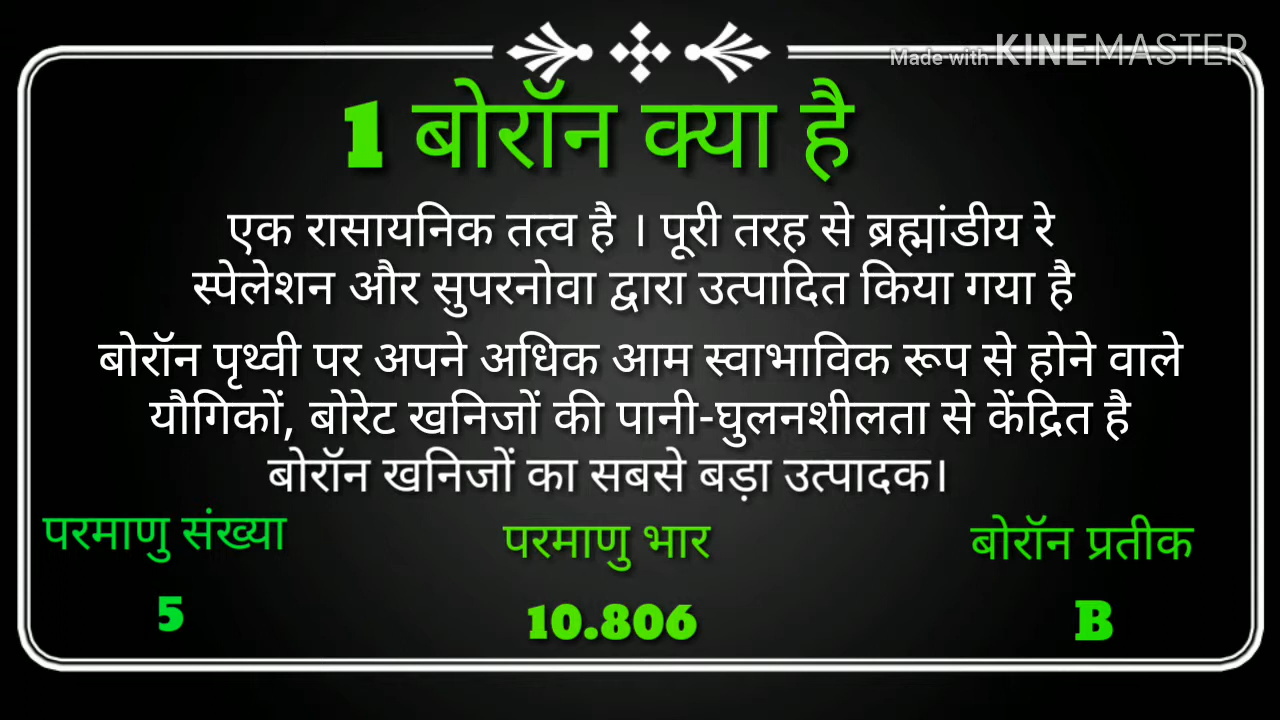 Made with KINEMASTER
1 बोरॉन क्या है
एक रासायनिक तत्व है । पूरी तरह से ब्रह्मांडीय रे
स्पेलेशन और सुपरनोवा द्वारा उत्पादित किया गया है
बोरॉन पृथ्वी पर अपने अधिक आम स्वाभाविक रूप से होने वाले
यौगिकों, बोरेट खनिजों की पानी-घुलनशीलता से केंद्रित है
बोरॉन खनिजों का सबसे बड़ा उत्पादक।
परमाणु संख्या
परमाणु भार
बोरॉन प्रतीक
5
10.806
B